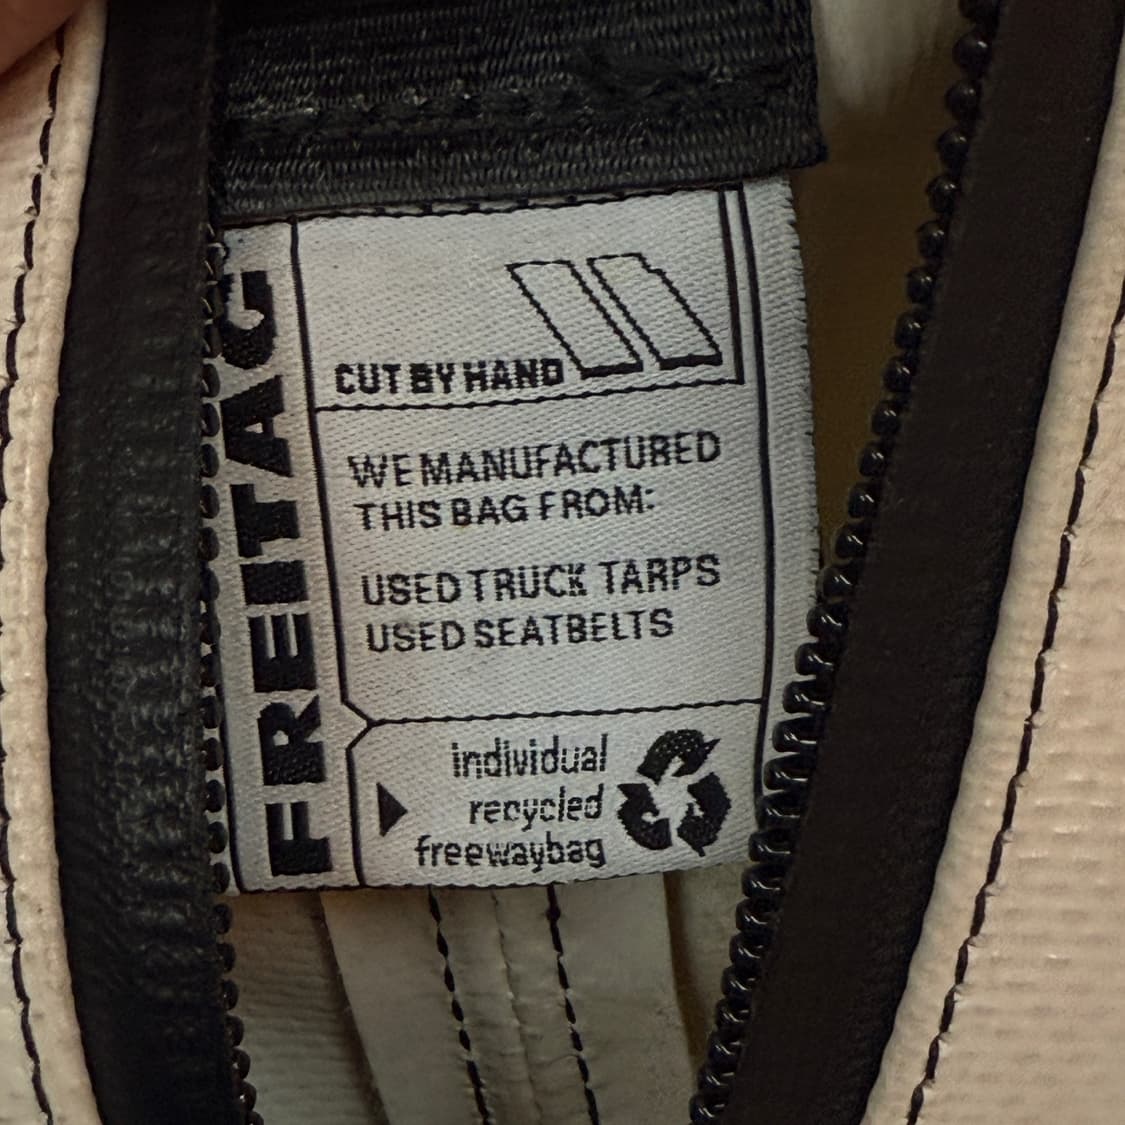 FREITAG
CUT BY HAND
WE MANUFACTURED
THIS BAG FROM:
USED TRUCK TARPS
USED SEATBELTS
individual
recycled
freewaybag